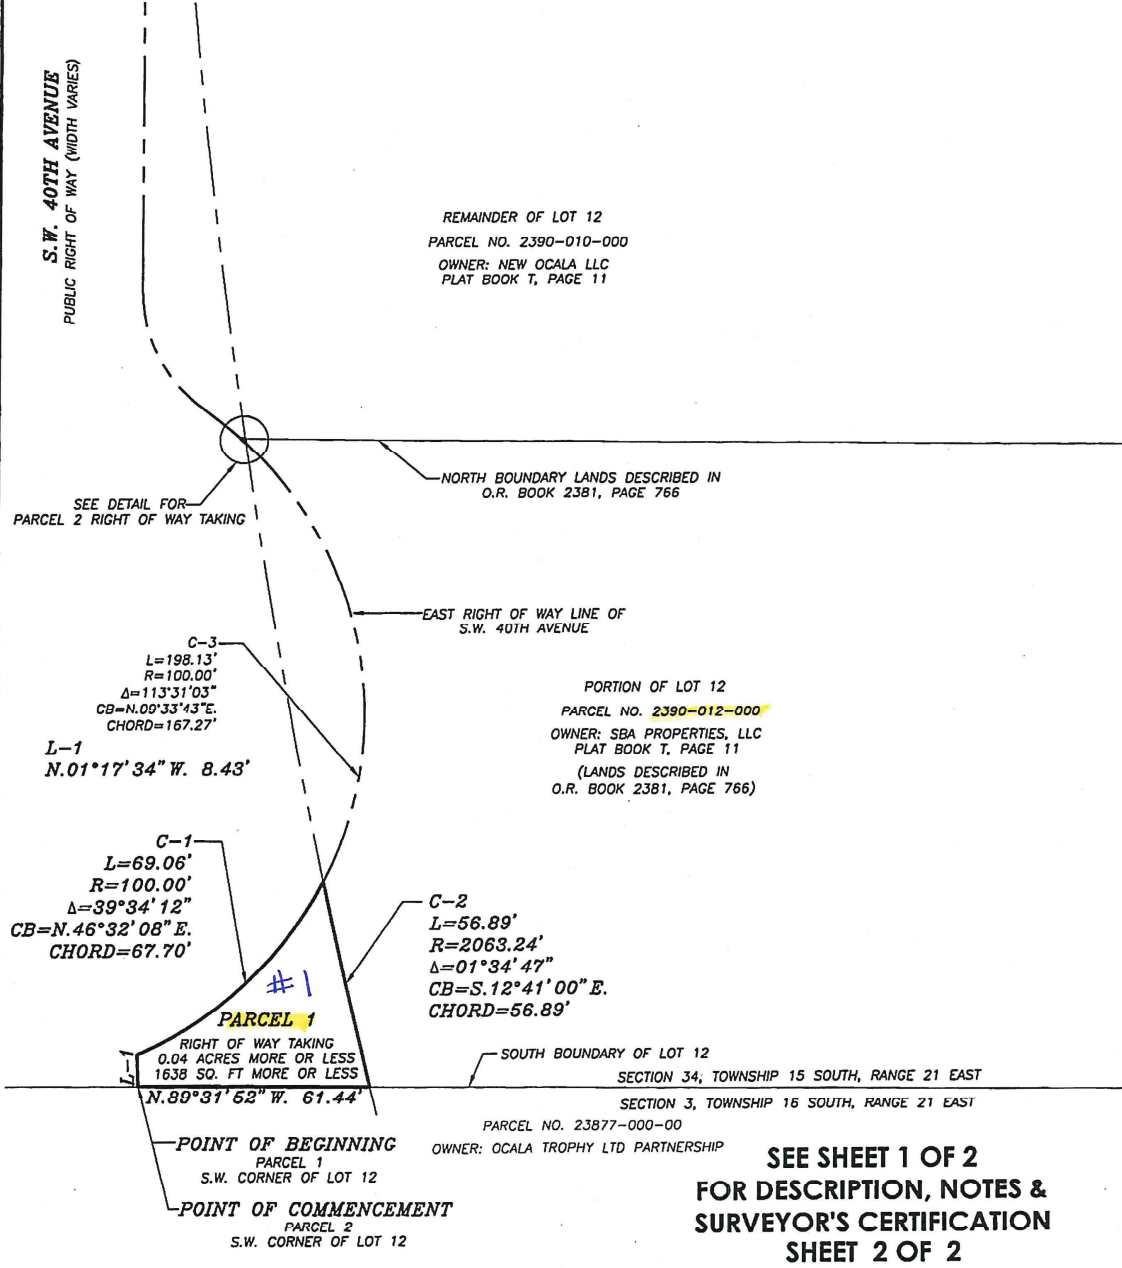 S.W. 40TH AVENUE
PUBLIC RIGHT OF WAY (WIDTH VARIES)
REMAINDER OF LOT 12
PARCEL NO. 2390-010-000
OWNER: NEW OCALA LLC
PLAT BOOK T, PAGE 11
NORTH BOUNDARY LANDS DESCRIBED IN
O.R. BOOK 2381, PAGE 766
SEE DETAIL FOR
PARCEL 2 RIGHT OF WAY TAKING
EAST RIGHT OF WAY LINE OF
S.W. 40TH AVENUE
C-3
L=198.13'
R=100.00'
Δ=113°31'03"
CB=N.09°33'43"E.
CHORD=167.27'
L-1
N.01°17'34"W. 8.43'
PORTION OF LOT 12
PARCEL NO. 2390-012-000
OWNER: SBA PROPERTIES, LLC
PLAT BOOK T, PAGE 11
(LANDS DESCRIBED IN
O.R. BOOK 2381, PAGE 766)
C-1
L=69.06'
R=100.00'
Δ=39°34'12"
CB=N.46°32'08"E.
CHORD=67.70'
C-2
L=56.89'
R=2063.24'
Δ=01°34'47"
CB=S.12°41'00"E.
CHORD=56.89'
#1
PARCEL 1
RIGHT OF WAY TAKING
0.04 ACRES MORE OR LESS
1638 SQ. FT MORE OR LESS
L-1
N.89°31'52"W. 61.44'
SOUTH BOUNDARY OF LOT 12
SECTION 34, TOWNSHIP 15 SOUTH, RANGE 21 EAST
SECTION 3, TOWNSHIP 16 SOUTH, RANGE 21 EAST
PARCEL NO. 23877-000-00
OWNER: OCALA TROPHY LTD PARTNERSHIP
POINT OF BEGINNING
PARCEL 1
S.W. CORNER OF LOT 12
POINT OF COMMENCEMENT
PARCEL 2
S.W. CORNER OF LOT 12
SEE SHEET 1 OF 2
FOR DESCRIPTION, NOTES &
SURVEYOR'S CERTIFICATION
SHEET 2 OF 2